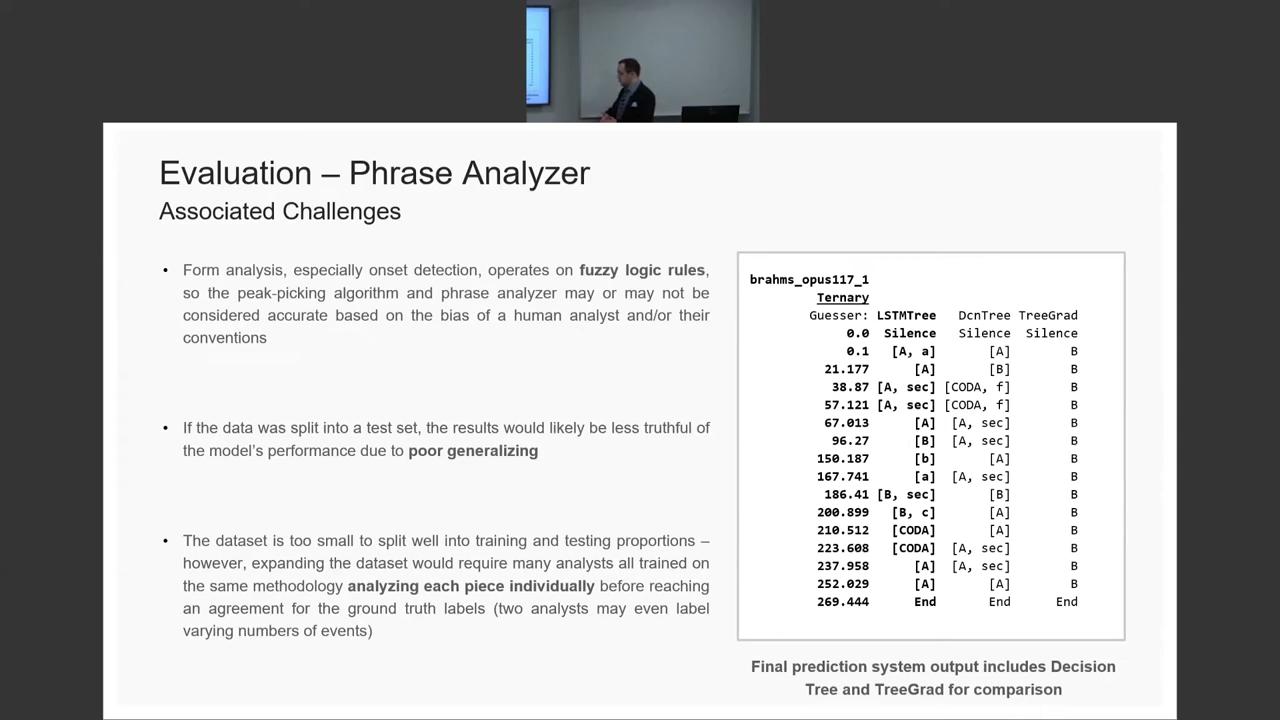 Evaluation – Phrase Analyzer
Associated Challenges
• Form analysis, especially onset detection, operates on fuzzy logic rules,
so the peak-picking algorithm and phrase analyzer may or may not be
considered accurate based on the bias of a human analyst and/or their
conventions
• If the data was split into a test set, the results would likely be less truthful of
the model's performance due to poor generalizing
• The dataset is too small to split well into training and testing proportions –
however, expanding the dataset would require many analysts all trained on
the same methodology analyzing each piece individually before reaching
an agreement for the ground truth labels (two analysts may even label
varying numbers of events)
brahms_opus117_1
Ternary
Guesser: LSTMTree DcnTree TreeGrad
0.0 Silence Silence Silence
0.1 [A, a] [A] B
21.177 [A] [B] B
38.87 [A, sec] [CODA, f] B
57.121 [A, sec] [CODA, f] B
67.013 [A] [A, sec] B
96.27 [B] [A, sec] B
150.187 [b] [A] B
167.741 [a] [A, sec] B
186.41 [B, sec] [B] B
200.899 [B, c] [A] B
210.512 [CODA] [A] B
223.608 [CODA] [A, sec] B
237.958 [A] [A, sec] B
252.029 [A] [A] B
269.444 End End End
Final prediction system output includes Decision
Tree and TreeGrad for comparison